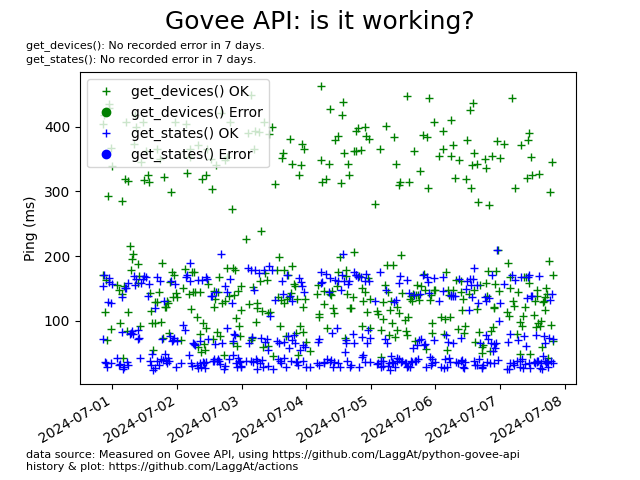 Govee API: is it working?
get_devices(): No recorded error in 7 days.
get_states(): No recorded error in 7 days.
get_devices() OK
get_devices() Error
get_states() OK
get_states() Error
Ping (ms)
400
300
200
100
2024-07-01
2024-07-02
2024-07-03
2024-07-04
2024-07-05
2024-07-06
2024-07-07
2024-07-08
data source: Measured on Govee API, using https://github.com/LaggAt/python-govee-api
history & plot: https://github.com/LaggAt/actions